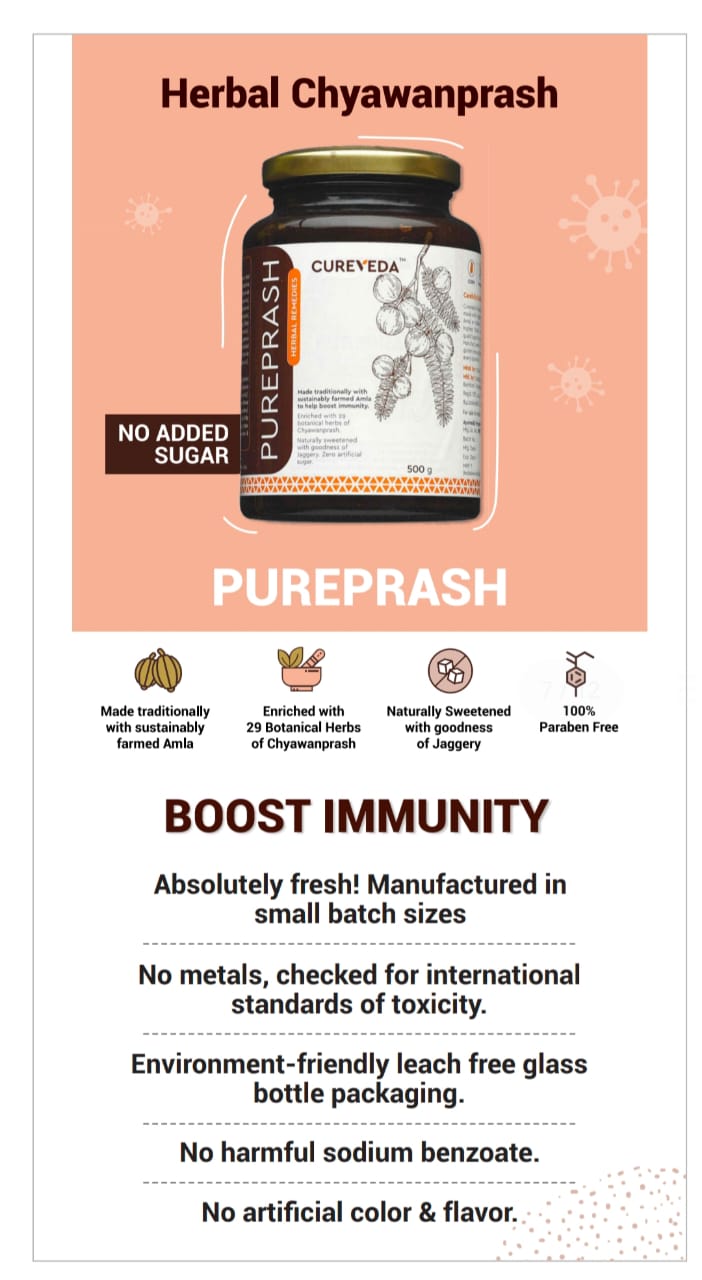 Herbal Chyawanprash
CUREVEDA™
PUREPRASH
HERBAL REMEDIES
Made traditionally with
sustainably farmed Amla
to help boost immunity.
Enriched with 29
botanical herbs of
Chyawanprash.
Naturally sweetened
with goodness of
Jaggery. Zero artificial
sugar.
500 g
NO ADDED
SUGAR
PUREPRASH
Made traditionally
with sustainably
farmed Amla
Enriched with
29 Botanical Herbs
of Chyawanprash
Naturally Sweetened
with goodness
of Jaggery
100%
Paraben Free
BOOST IMMUNITY
Absolutely fresh! Manufactured in
small batch sizes
No metals, checked for international
standards of toxicity.
Environment-friendly leach free glass
bottle packaging.
No harmful sodium benzoate.
No artificial color & flavor.